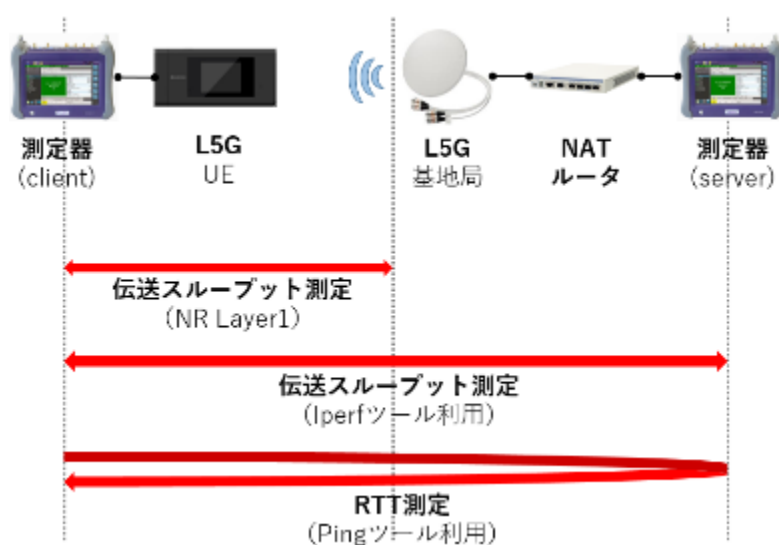 測定器
(client)
L5G
UE
L5G
基地局
NAT
ルータ
測定器
(server)
伝送スループット測定
(NR Layer1)
伝送スループット測定
(Iperfツール利用)
RTT測定
(Pingツール利用)